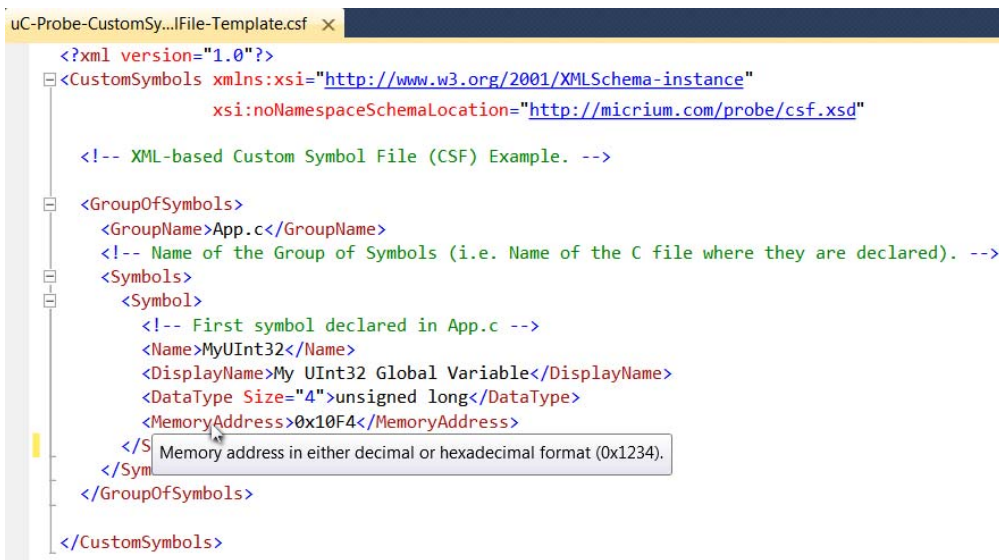 uC-Probe-CustomSy...lFile-Template.csf
<?xml version="1.0"?>
<CustomSymbols xmlns:xsi="http://www.w3.org/2001/XMLSchema-instance"
xsi:noNamespaceSchemaLocation="http://micrium.com/probe/csf.xsd"
<!-- XML-based Custom Symbol File (CSF) Example. -->
<GroupOfSymbols>
<GroupName>App.c</GroupName>
<!-- Name of the Group of Symbols (i.e. Name of the C file where they are declared). -->
<Symbols>
<Symbol>
<!-- First symbol declared in App.c -->
<Name>MyUInt32</Name>
<DisplayName>My UInt32 Global Variable</DisplayName>
<DataType Size="4">unsigned long</DataType>
<MemoryAddress>0x10F4</MemoryAddress>
</S
Memory address in either decimal or hexadecimal format (0x1234).
</Sym
</GroupOfSymbols>
</CustomSymbols>